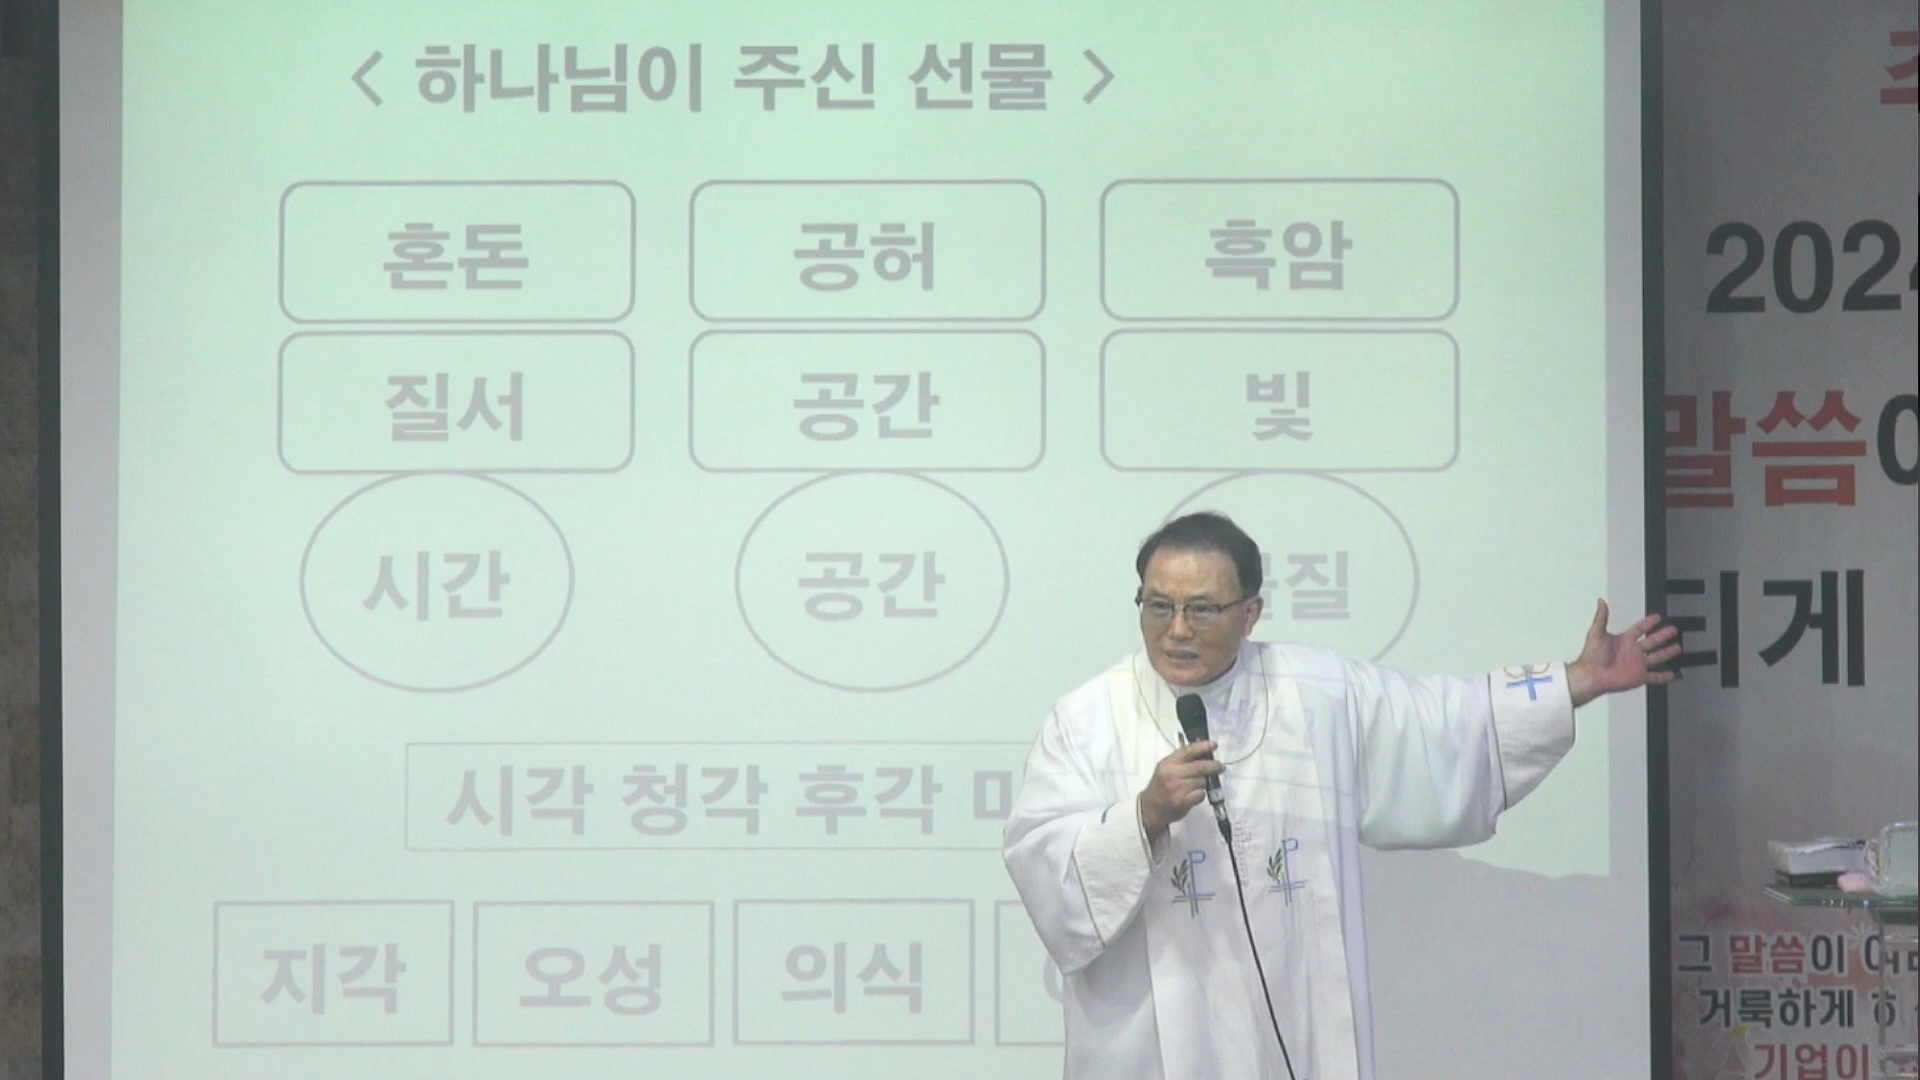 < 하나님이 주신 선물 >
혼돈 공허 흑암
질서 공간 빛
시간 공간
시각 청각 후각
지각 오성 의식
202
말씀
티게
그 말씀이
거룩하게
기업이